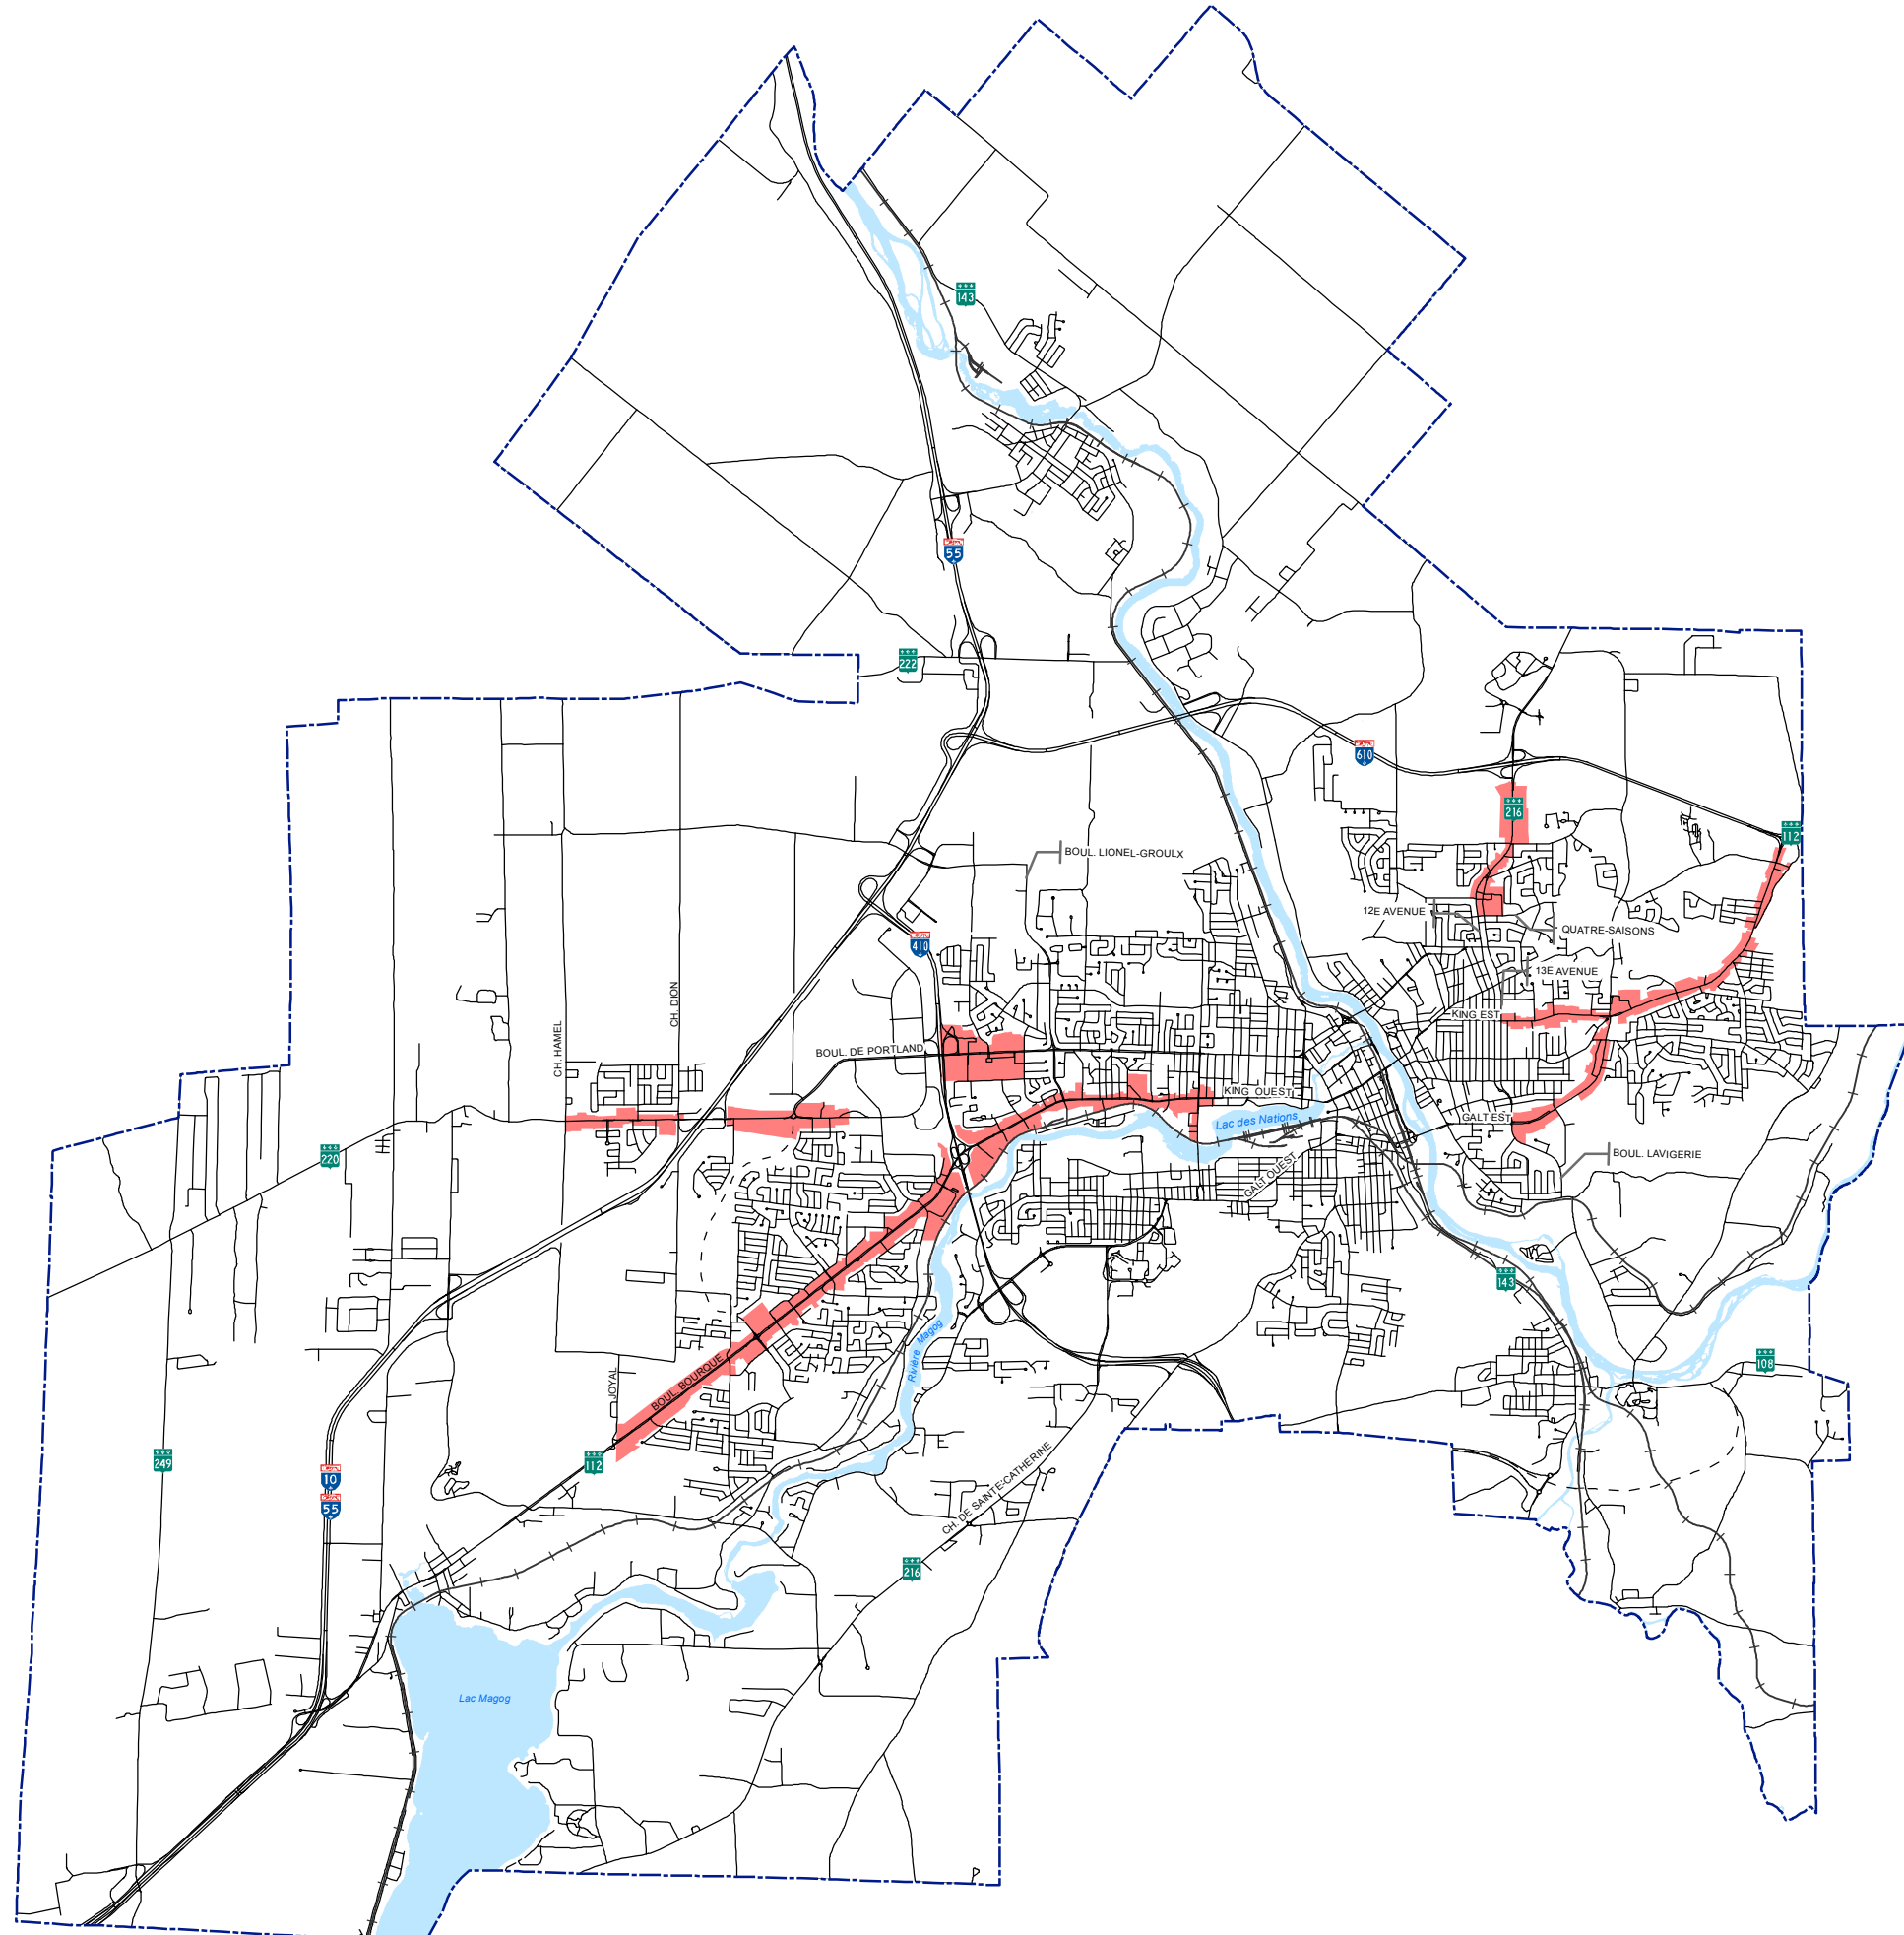 143
55
222
610
216
112
BOUL. LIONEL-GROULX
12E AVENUE
QUATRE-SAISONS
410
13E AVENUE
CH. DION
KING EST
CH. HAMEL
BOUL. DE PORTLAND
KING OUEST
Lac des Nations
GALT EST
220
BOUL. LAVIGERIE
GALT OUEST
143
Rivière Magog
108
JOYAL
BOUL. BOURQUE
249
112
10
55
CH. DE SAINTE-CATHERINE
216
Lac Magog